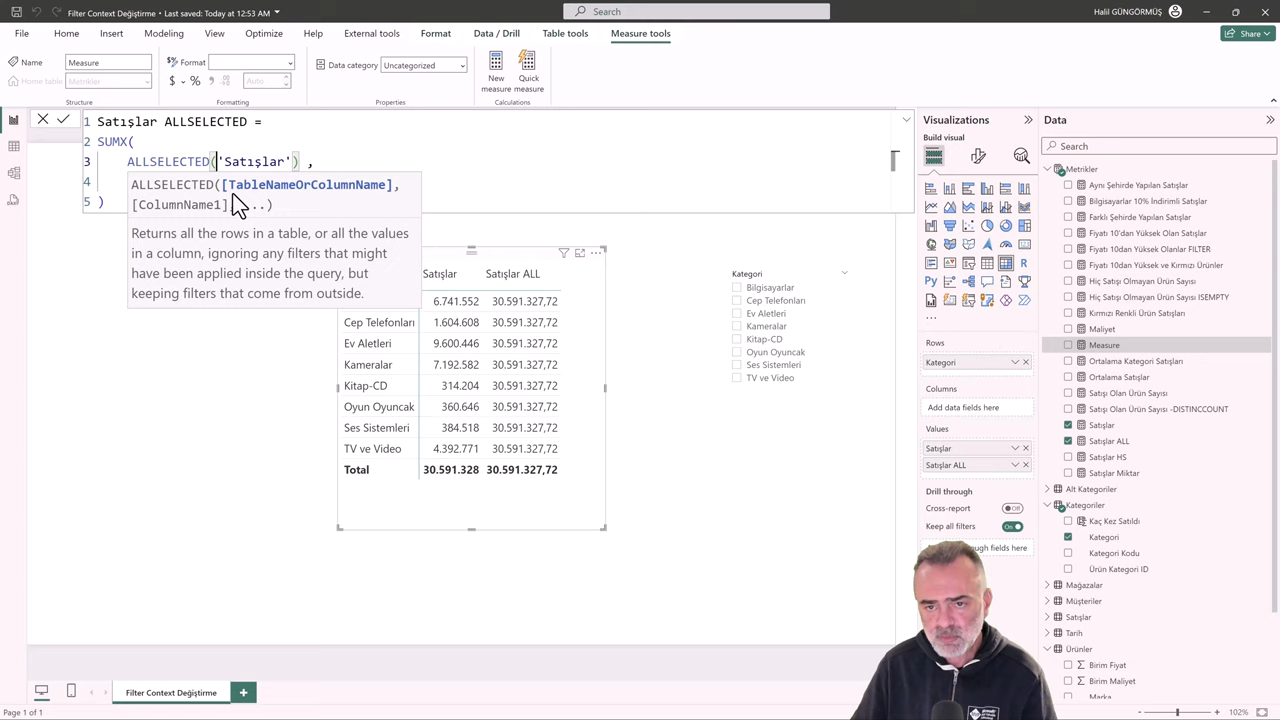 Filter Context Değiştirme • Last saved: Today at 12:53 AM
Search
Halil GÜNGÖRMÜŞ
File Home Insert Modeling View Optimize Help External tools Format Data / Drill Table tools Measure tools
Share
Name Measure
Home table Metrikler
Structure
Format
$ % Auto
Formatting
Data category Uncategorized
Properties
New measure
Quick measure
Calculations
1 Satışlar ALLSELECTED =
2 SUMX(
3 ALLSELECTED('Satışlar') ,
4
5 )
ALLSELECTED([TableNameOrColumnName],
[ColumnName1], ...)
Returns all the rows in a table, or all the values
in a column, ignoring any filters that might
have been applied inside the query, but
keeping filters that come from outside.
Satışlar Satışlar ALL
6.741.552 30.591.327,72
Cep Telefonları 1.604.608 30.591.327,72
Ev Aletleri 9.600.446 30.591.327,72
Kameralar 7.192.582 30.591.327,72
Kitap-CD 314.204 30.591.327,72
Oyun Oyuncak 360.646 30.591.327,72
Ses Sistemleri 384.518 30.591.327,72
TV ve Video 4.392.771 30.591.327,72
Total 30.591.328 30.591.327,72
Kategori
Bilgisayarlar
Cep Telefonları
Ev Aletleri
Kameralar
Kitap-CD
Oyun Oyuncak
Ses Sistemleri
TV ve Video
Visualizations
Build visual
Rows
Kategori
Columns
Add data fields here
Values
Satışlar
Satışlar ALL
Drill through
Cross-report Off
Keep all filters On
through fields here
Data
Search
Metrikler
Aynı Şehirde Yapılan Satışlar
Bilgisayarlar 10% İndirimli Satışlar
Farklı Şehirde Yapılan Satışlar
Fiyatı 10'dan Yüksek Olan Satışlar
Fiyatı 10dan Yüksek Olanlar FILTER
Fiyatı 10dan Yüksek ve Kırmızı Ürünler
Hiç Satışı Olmayan Ürün Sayısı
Hiç Satışı Olmayan Ürün Sayısı ISEMPTY
Kırmızı Renkli Ürün Satışları
Maliyet
Measure
Ortalama Kategori Satışları
Ortalama Satışlar
Satışı Olan Ürün Sayısı
Satışı Olan Ürün Sayısı -DISTINCCOUNT
Satışlar
Satışlar ALL
Satışlar HS
Satışlar Miktar
Alt Kategoriler
Kategoriler
Kaç Kez Satıldı
Kategori
Kategori Kodu
Ürün Kategori ID
Mağazalar
Müşteriler
Satışlar
Tarih
Ürünler
Birim Fiyat
Birim Maliyet
Marka
Filter Context Değiştirme
Page 1 of 1
102%